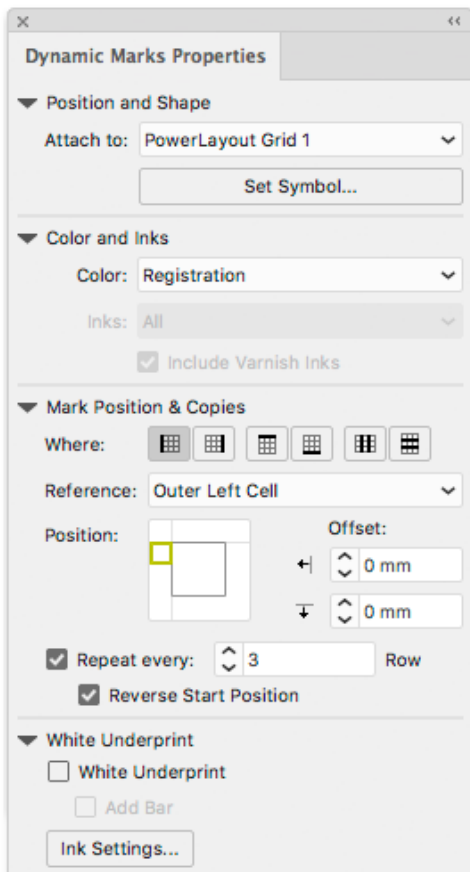 Dynamic Marks Properties
Position and Shape
Attach to: PowerLayout Grid 1
Set Symbol...
Color and Inks
Color: Registration
Inks: All
Include Varnish Inks
Mark Position & Copies
Where:
Reference: Outer Left Cell
Position: Offset:
0 mm
0 mm
Repeat every: 3 Row
Reverse Start Position
White Underprint
White Underprint
Add Bar
Ink Settings...